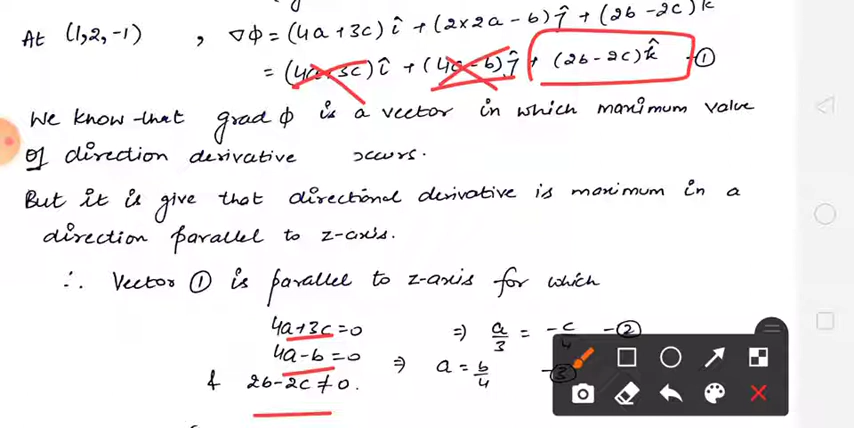 At (1,2,-1) , ∇φ = (4a+3c)î + (2×2a-b)ĵ + (2b-2c)k
= (4a+3c)î + (4a-b)ĵ + (2b-2c)k̂ -①
We know that grad φ is a vector in which maximum value
of direction derivative occurs.
But it is give that directional derivative is maximum in a
direction parallel to z-axis.
∴ Vector ① is parallel to z-axis for which
4a+3c=0 ⇒ a/3 = -c/4 -②
4a-b=0 ⇒ a = b/4 -③
& 2b-2c≠0.